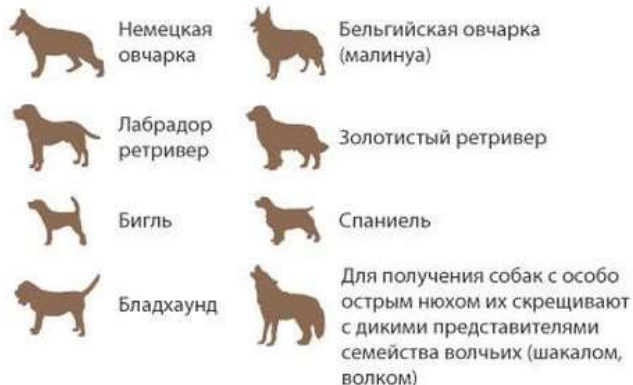 Немецкая
овчарка
Бельгийская овчарка
(малинуа)
Лабрадор
ретривер
Золотистый ретривер
Бигль
Спаниель
Бладхаунд
Для получения собак с особо
острым нюхом их скрещивают
с дикими представителями
семейства волчьих (шакалом,
волком)